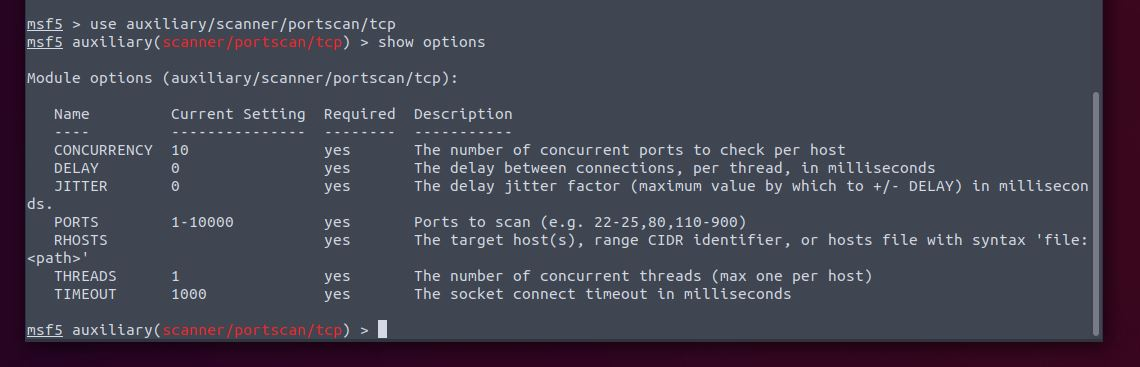 msf5 > use auxiliary/scanner/portscan/tcp
msf5 auxiliary(scanner/portscan/tcp) > show options
Module options (auxiliary/scanner/portscan/tcp):
Name Current Setting Required Description
---- --------------- -------- -----------
CONCURRENCY 10 yes The number of concurrent ports to check per host
DELAY 0 yes The delay between connections, per thread, in milliseconds
JITTER 0 yes The delay jitter factor (maximum value by which to +/- DELAY) in millisecon
ds.
PORTS 1-10000 yes Ports to scan (e.g. 22-25,80,110-900)
RHOSTS yes The target host(s), range CIDR identifier, or hosts file with syntax 'file:
<path>'
THREADS 1 yes The number of concurrent threads (max one per host)
TIMEOUT 1000 yes The socket connect timeout in milliseconds
msf5 auxiliary(scanner/portscan/tcp) >